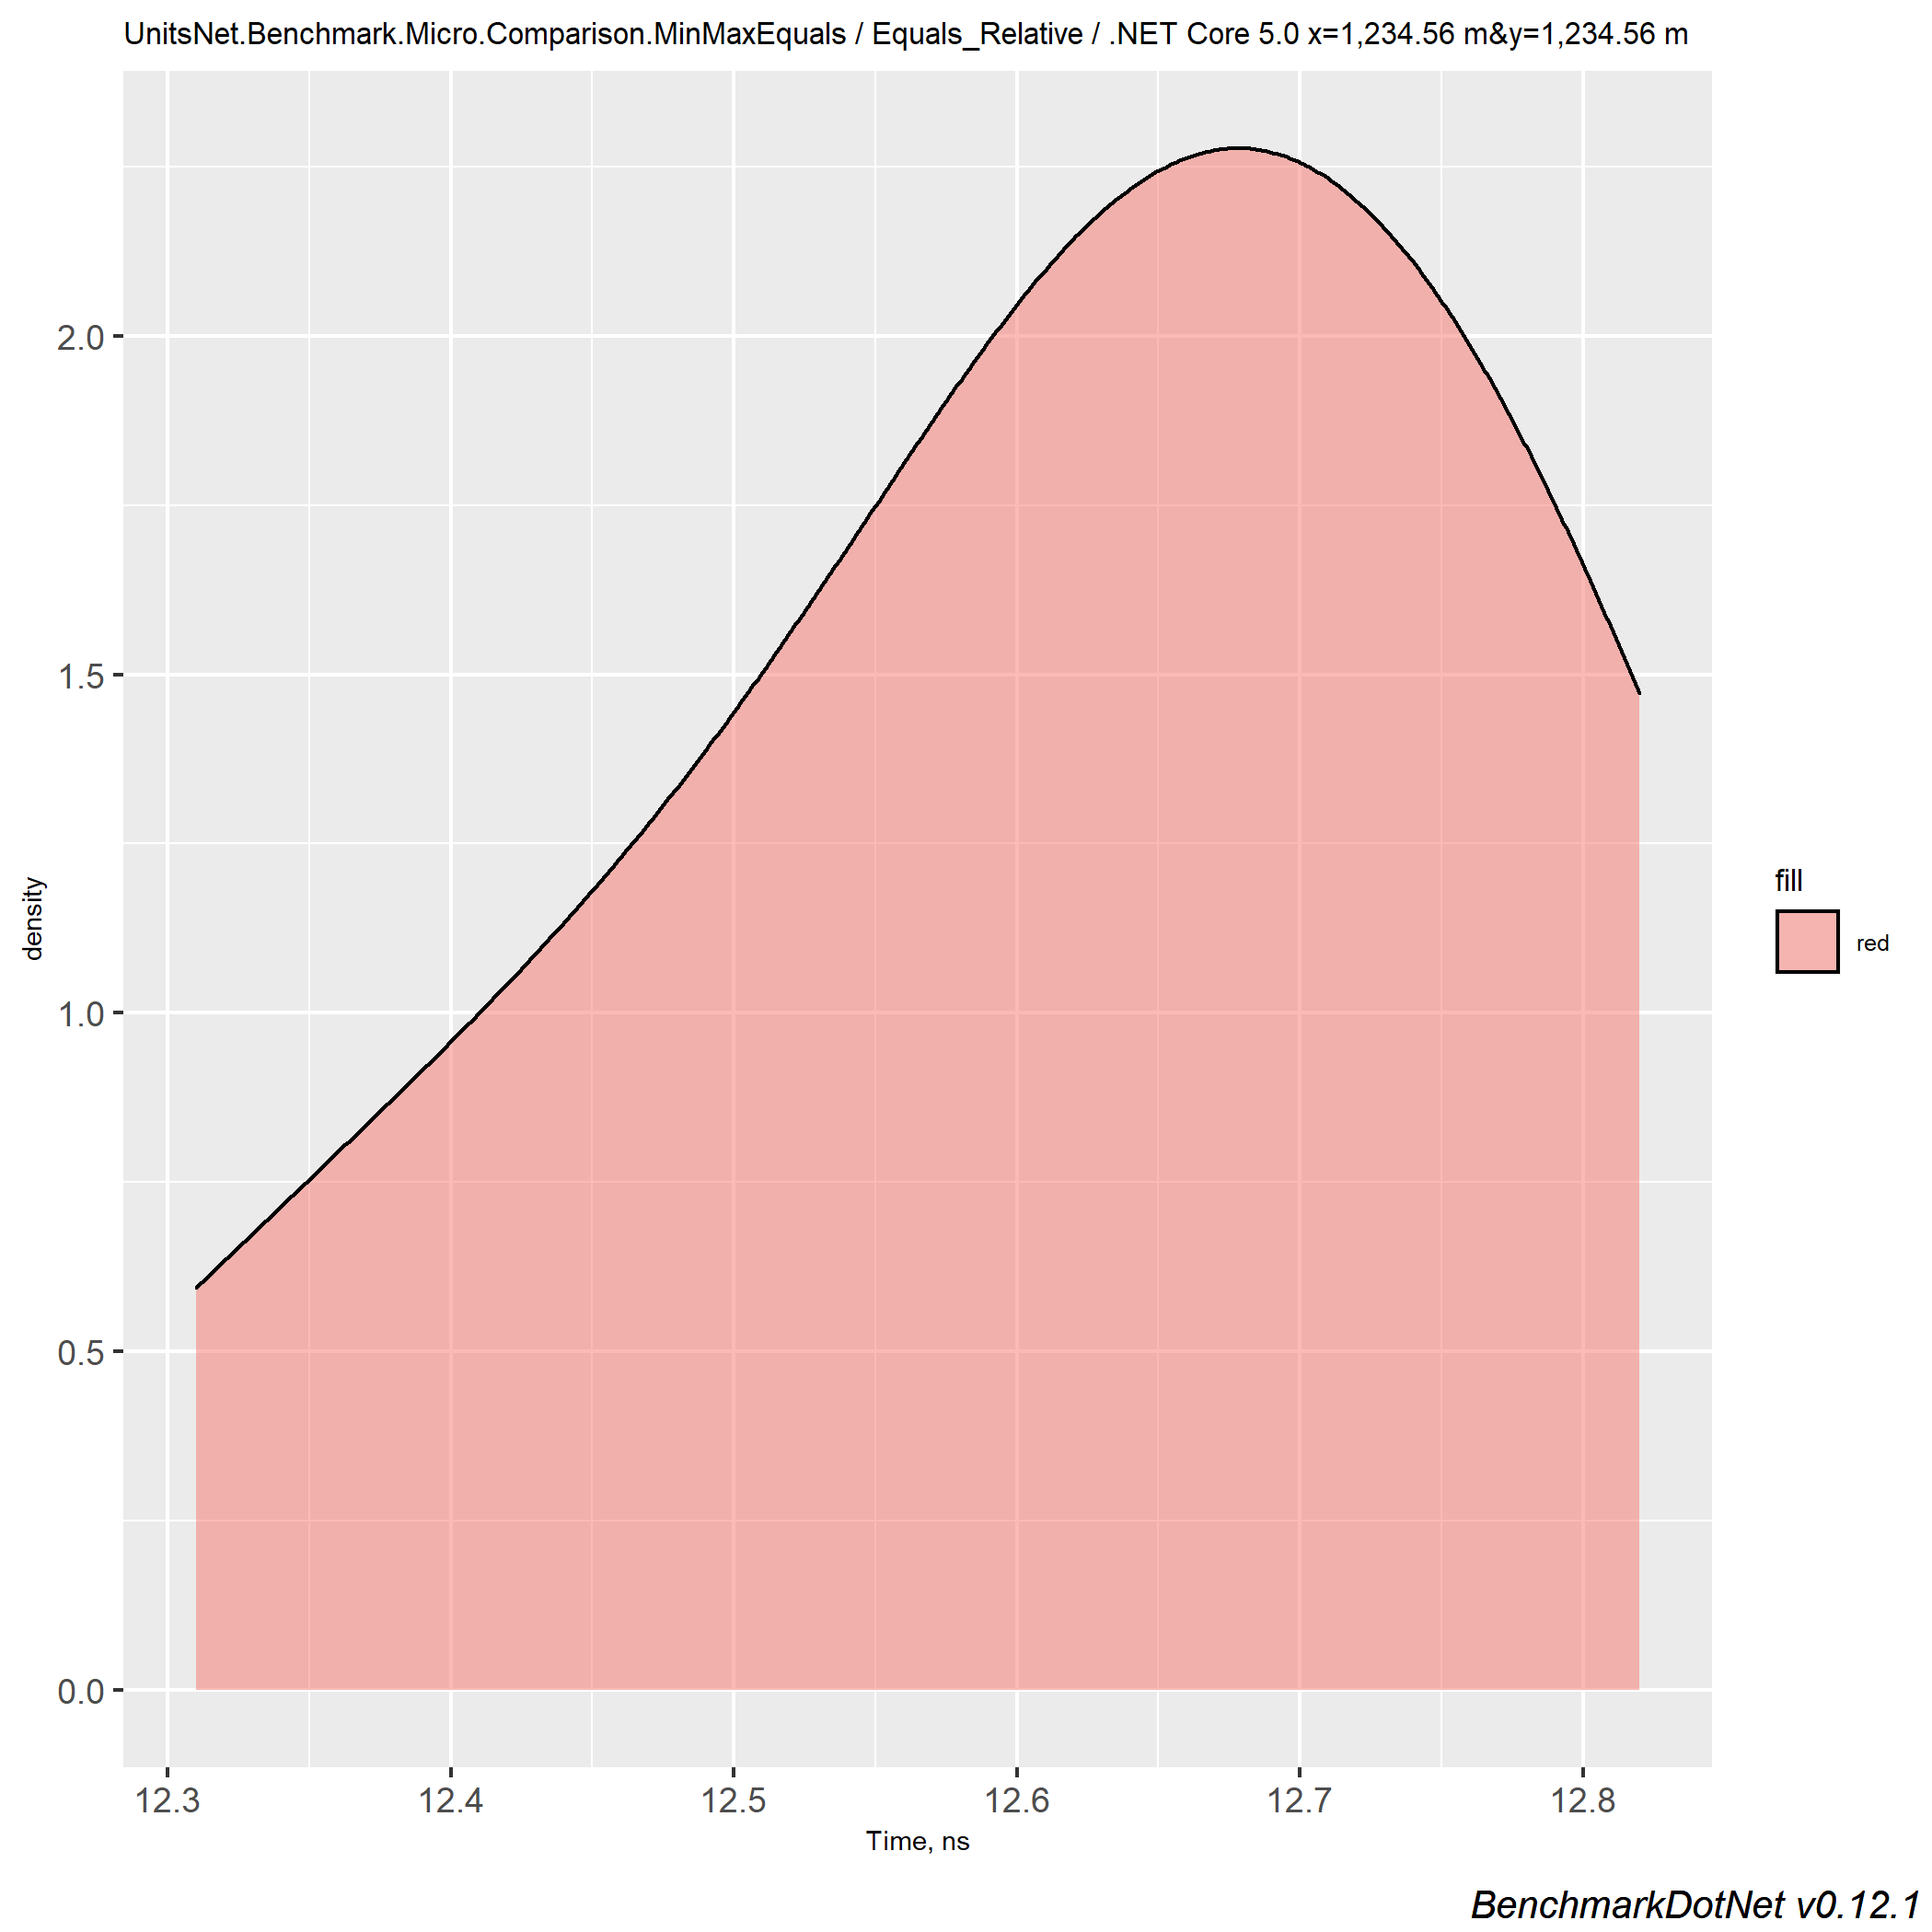 UnitsNet.Benchmark.Micro.Comparison.MinMaxEquals / Equals_Relative / .NET Core 5.0 x=1,234.56 m&y=1,234.56 m
2.0
1.5
1.0
0.5
0.0
density
12.3 12.4 12.5 12.6 12.7 12.8
Time, ns
fill
red
BenchmarkDotNet v0.12.1